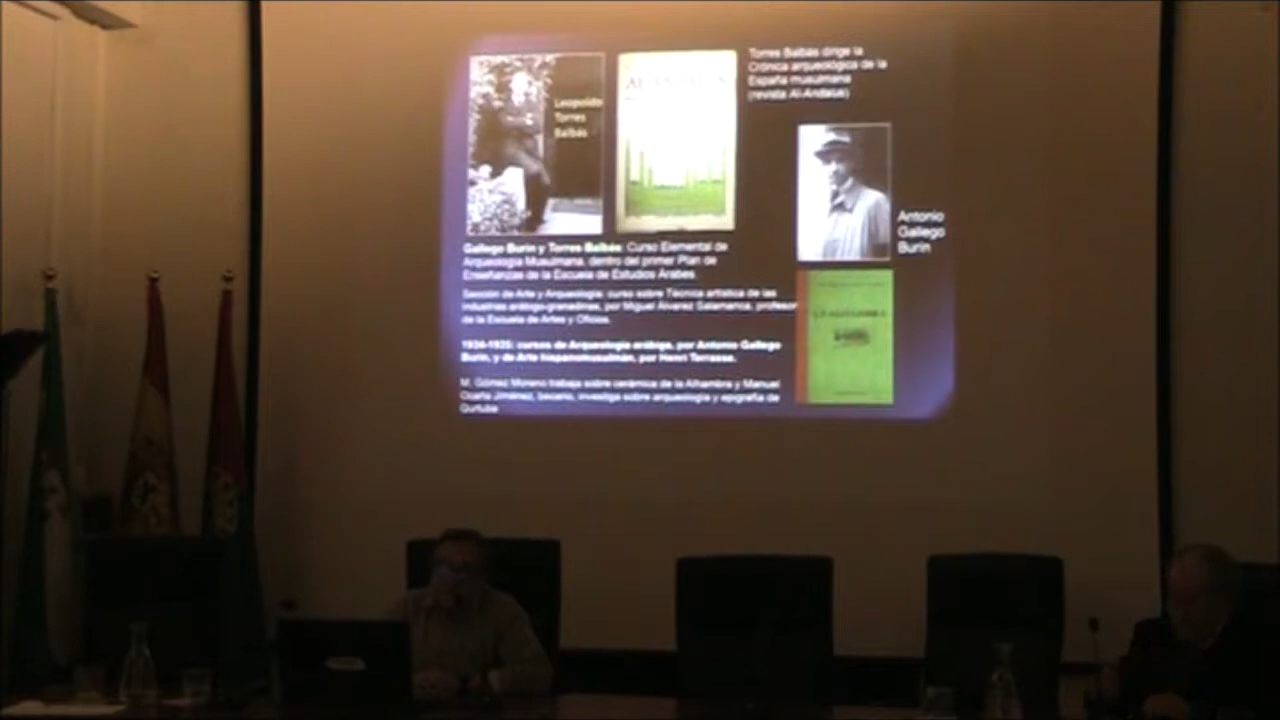 Leopoldo
Torres
Balbás
Torres Balbás dirige la
Crónica arqueológica de la
España musulmana
(revista Al-Andalus)
Antonio
Gallego
Burín
Gallego Burín y Torres Balbás: Curso Elemental de
Arqueología Musulmana, dentro del primer Plan de
Enseñanzas de la Escuela de Estudios Árabes
Sección de Arte y Arqueología: curso sobre Técnica artística de las
industrias arábigo-granadinas, por Miguel Álvarez Salamanca, profesor
de la Escuela de Artes y Oficios.
1934-1935: cursos de Arqueología arábiga, por Antonio Gallego
Burín, y de Arte hispanomusulmán, por Henri Terrasse.
M. Gómez Moreno trabaja sobre cerámica de la Alhambra y Manuel
Ocaña Jiménez, becario, investiga sobre arqueología y epigrafía de
Qurtuba
LA ALHAMBRA